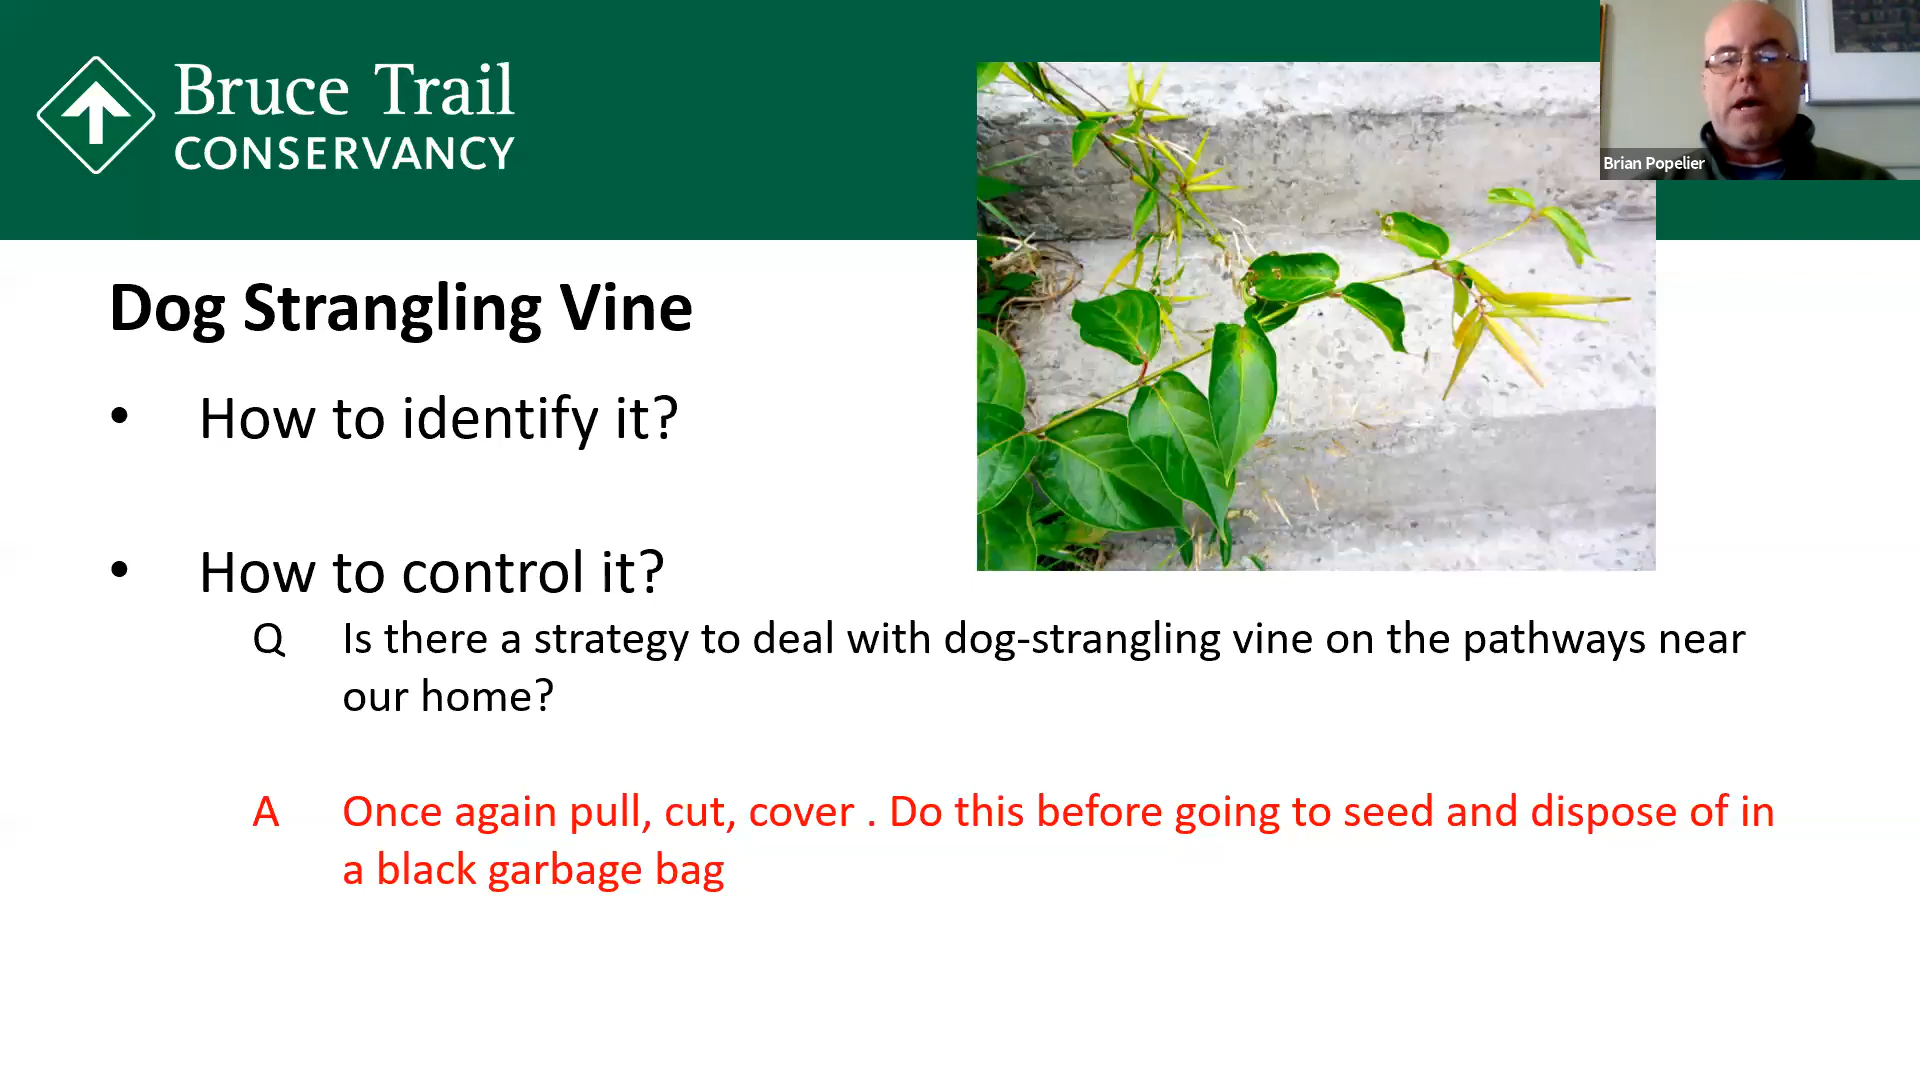 Bruce Trail
CONSERVANCY
Brian Popelier
Dog Strangling Vine
• How to identify it?
• How to control it?
Q Is there a strategy to deal with dog-strangling vine on the pathways near
our home?
A Once again pull, cut, cover . Do this before going to seed and dispose of in
a black garbage bag